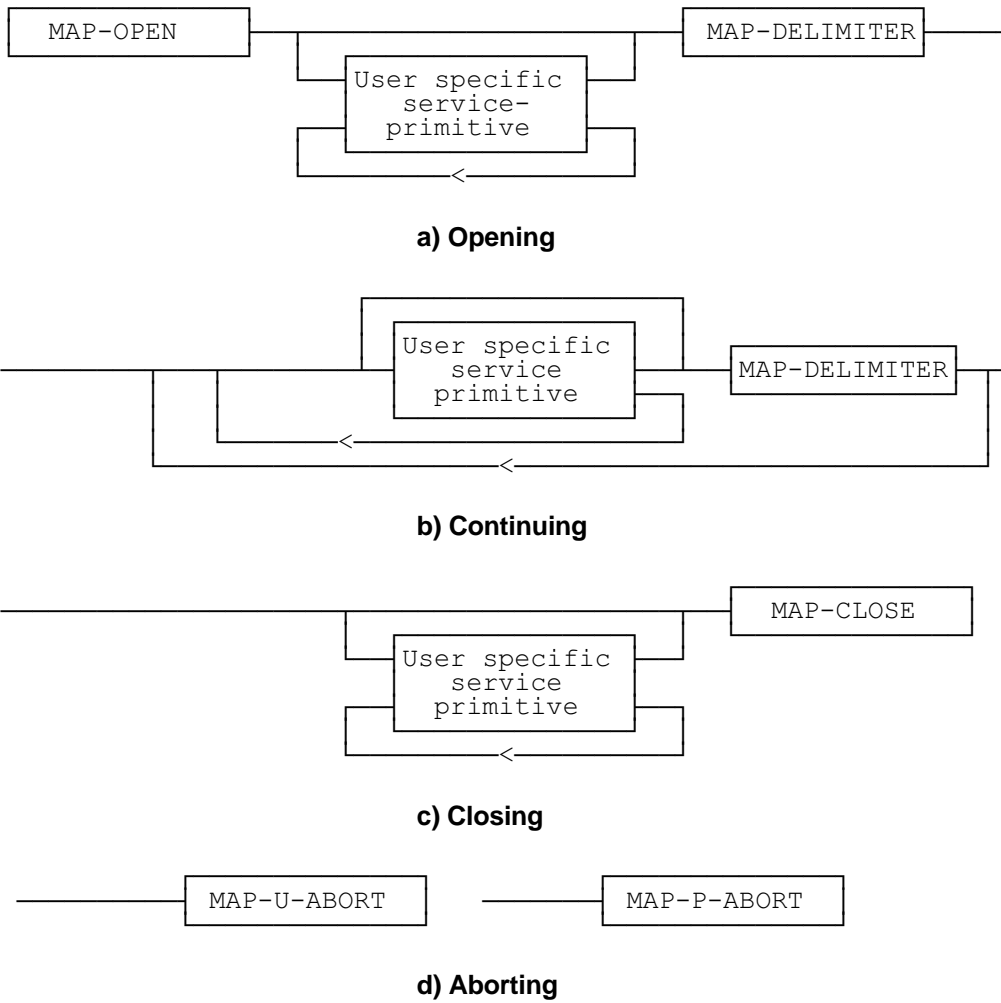 MAP-OPEN
MAP-DELIMITER
User specific
service-
primitive
<
a) Opening
User specific
service
primitive
MAP-DELIMITER
<
<
b) Continuing
MAP-CLOSE
User specific
service
primitive
<
c) Closing
MAP-U-ABORT
MAP-P-ABORT
d) Aborting